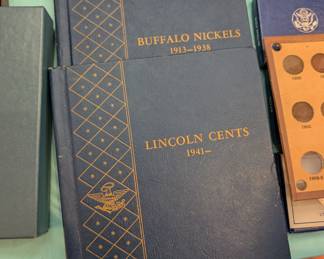 BUFFALO NICKELS
1913-1938
LINCOLN CENTS
1941-